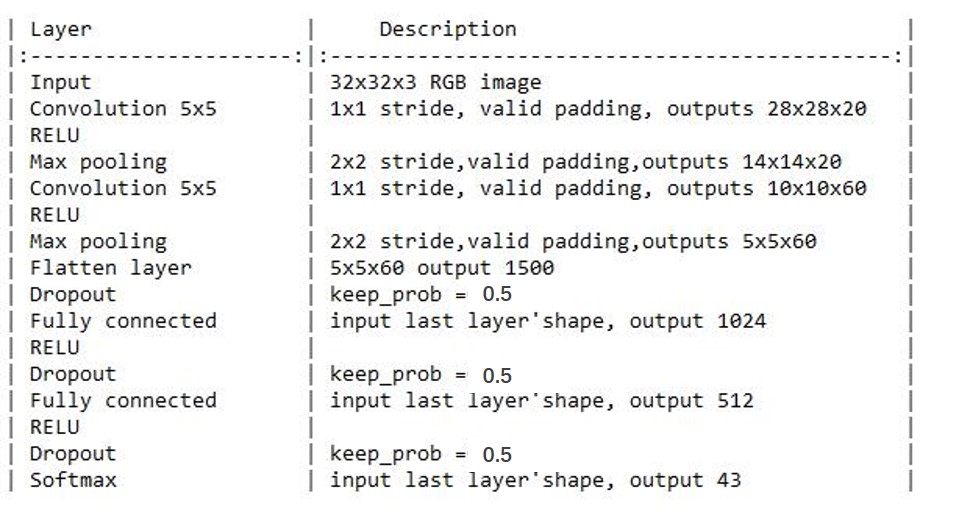 | Layer | Description |
|:---------------------:|:---------------------------------------------:|
| Input | 32x32x3 RGB image |
| Convolution 5x5 | 1x1 stride, valid padding, outputs 28x28x20 |
| RELU | |
| Max pooling | 2x2 stride,valid padding,outputs 14x14x20 |
| Convolution 5x5 | 1x1 stride, valid padding, outputs 10x10x60 |
| RELU | |
| Max pooling | 2x2 stride,valid padding,outputs 5x5x60 |
| Flatten layer | 5x5x60 output 1500 |
| Dropout | keep_prob = 0.5 |
| Fully connected | input last layer'shape, output 1024 |
| RELU | |
| Dropout | keep_prob = 0.5 |
| Fully connected | input last layer'shape, output 512 |
| RELU | |
| Dropout | keep_prob = 0.5 |
| Softmax | input last layer'shape, output 43 |